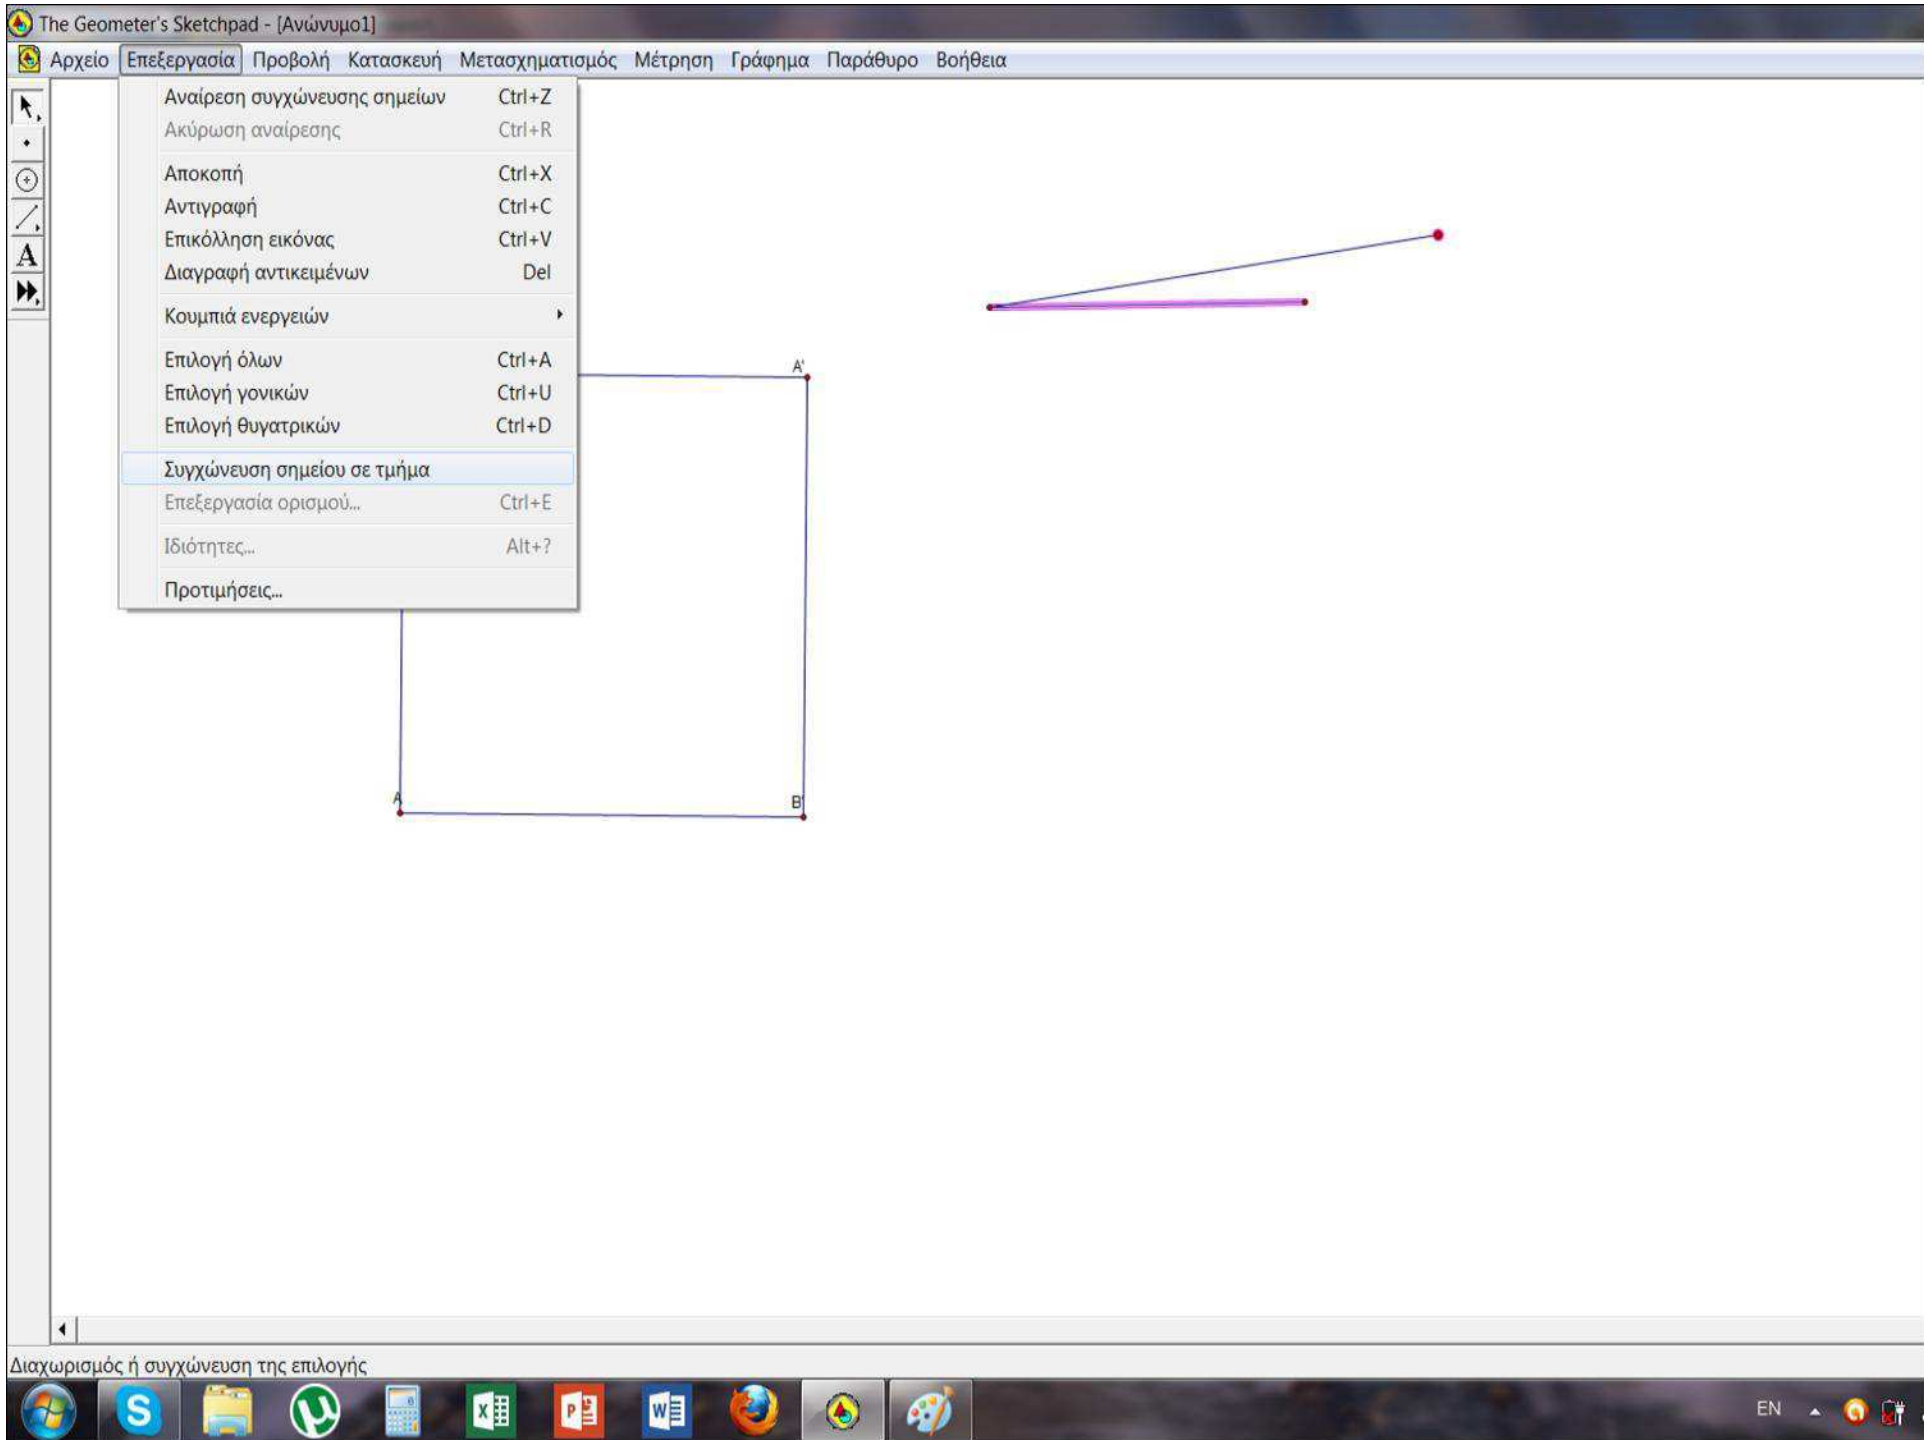 The Geometer's Sketchpad - [Ανώνυμο1]
Αρχείο Επεξεργασία Προβολή Κατασκευή Μετασχηματισμός Μέτρηση Γράφημα Παράθυρο Βοήθεια
Αναίρεση συγχώνευσης σημείων Ctrl+Z
Ακύρωση αναίρεσης Ctrl+R
Αποκοπή Ctrl+X
Αντιγραφή Ctrl+C
Επικόλληση εικόνας Ctrl+V
Διαγραφή αντικειμένων Del
Κουμπιά ενεργειών
Επιλογή όλων Ctrl+A
Επιλογή γονικών Ctrl+U
Επιλογή θυγατρικών Ctrl+D
Συγχώνευση σημείου σε τμήμα
Επεξεργασία ορισμού... Ctrl+E
Ιδιότητες... Alt+?
Προτιμήσεις...
A
A'
A
B'
Διαχωρισμός ή συγχώνευση της επιλογής
EN